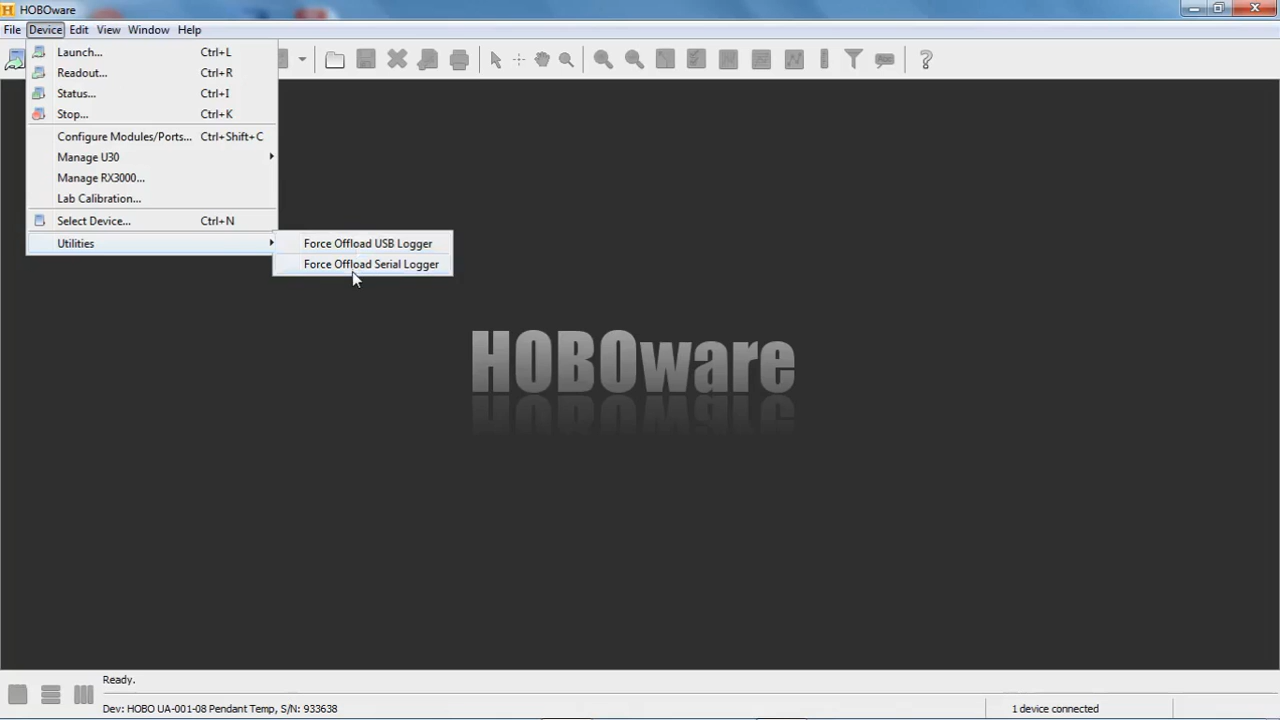 HOBOware
File Device Edit View Window Help
Launch... Ctrl+L
Readout... Ctrl+R
Status... Ctrl+I
Stop... Ctrl+K
Configure Modules/Ports... Ctrl+Shift+C
Manage U30
Manage RX3000...
Lab Calibration...
Select Device... Ctrl+N
Utilities
Force Offload USB Logger
Force Offload Serial Logger
HOBOware
Ready.
Dev: HOBO UA-001-08 Pendant Temp, S/N: 933638 1 device connected